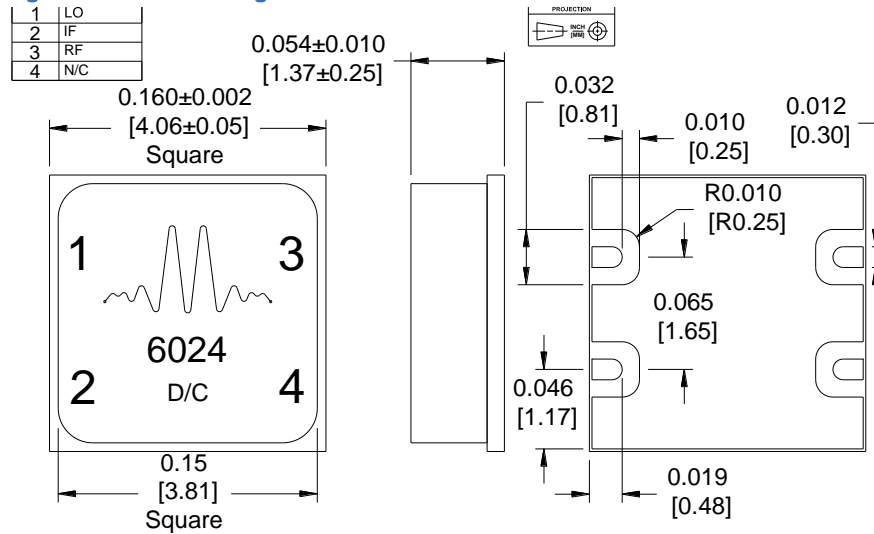 1 LO
2 IF
3 RF
4 N/C
PROJECTION
INCH
[MM]
0.054±0.010
[1.37±0.25]
0.160±0.002
[4.06±0.05]
Square
0.032
[0.81]
0.010
[0.25]
0.012
[0.30]
R0.010
[R0.25]
1
3
6024
2
D/C
4
0.065
[1.65]
0.046
[1.17]
0.15
[3.81]
Square
0.019
[0.48]